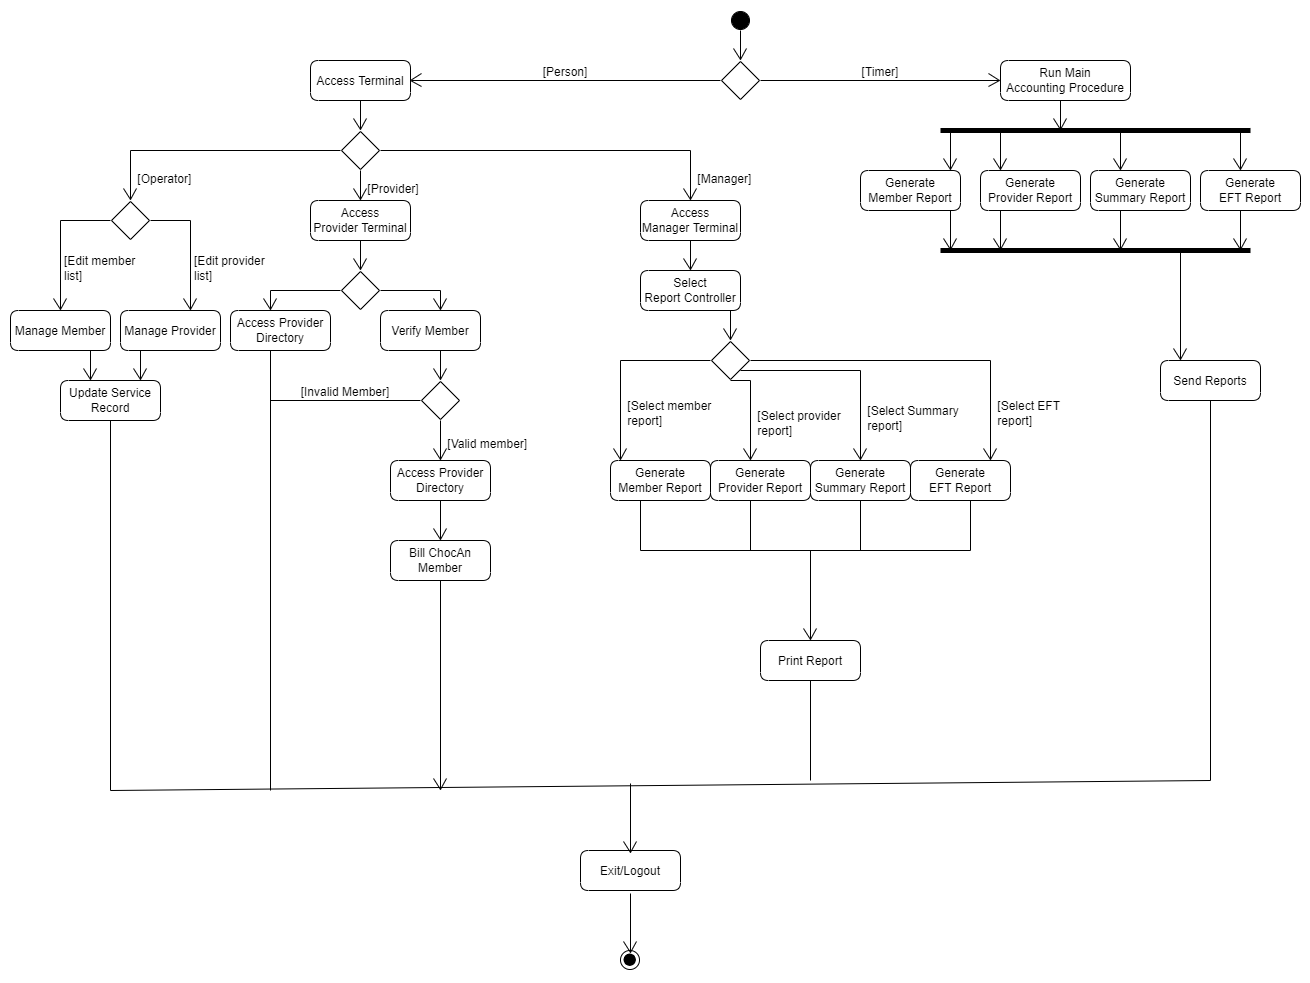 [Person]
[Timer]
Access Terminal
Run Main
Accounting Procedure
[Operator]
[Provider]
[Manager]
Generate
Member Report
Generate
Provider Report
Generate
Summary Report
Generate
EFT Report
Access
Provider Terminal
Access
Manager Terminal
[Edit member
list]
[Edit provider
list]
Select
Report Controller
Manage Member
Manage Provider
Access Provider
Directory
Verify Member
Update Service
Record
[Invalid Member]
Send Reports
[Select member
report]
[Select provider
report]
[Select Summary
report]
[Select EFT
report]
[Valid member]
Access Provider
Directory
Generate
Member Report
Generate
Provider Report
Generate
Summary Report
Generate
EFT Report
Bill ChocAn
Member
Print Report
Exit/Logout